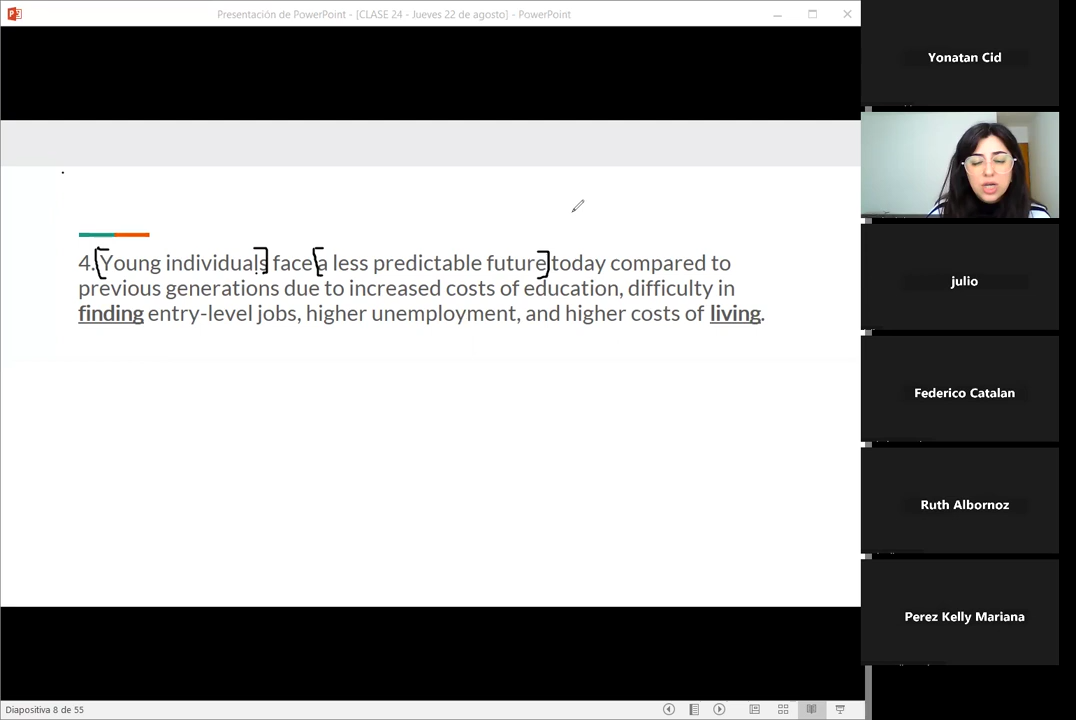 Presentación de PowerPoint - [CLASE 24 - Jueves 22 de agosto] - PowerPoint
4. [Young individuals] face [a less predictable future] today compared to
previous generations due to increased costs of education, difficulty in
finding entry-level jobs, higher unemployment, and higher costs of living.
Diapositiva 8 de 55
Yonatan Cid
julio
Federico Catalan
Ruth Albornoz
Perez Kelly Mariana